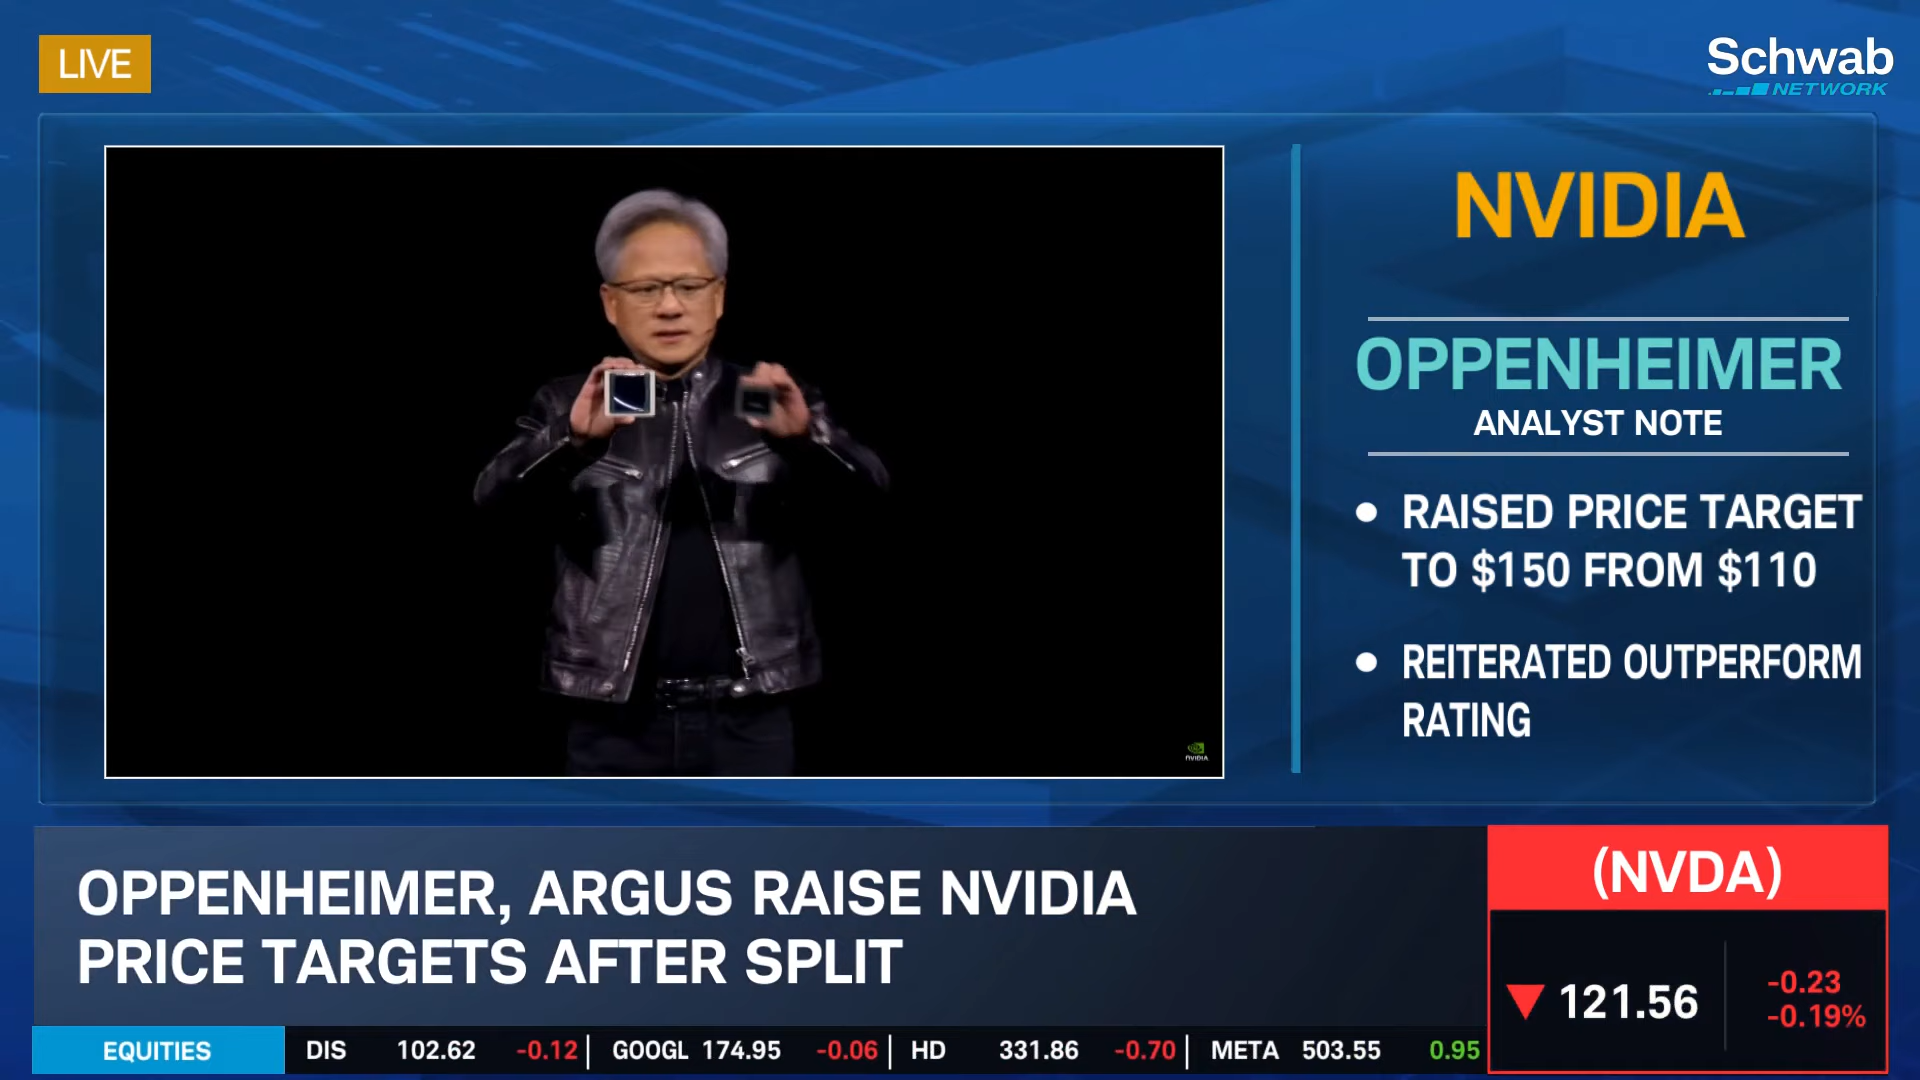 LIVE
Schwab
NETWORK
NVIDIA
OPPENHEIMER
ANALYST NOTE
● RAISED PRICE TARGET
TO $150 FROM $110
● REITERATED OUTPERFORM
RATING
NVIDIA
OPPENHEIMER, ARGUS RAISE NVIDIA
PRICE TARGETS AFTER SPLIT
(NVDA)
▼ 121.56
-0.23
-0.19%
EQUITIES DIS 102.62 -0.12 | GOOGL 174.95 -0.06 | HD 331.86 -0.70 | META 503.55 0.95